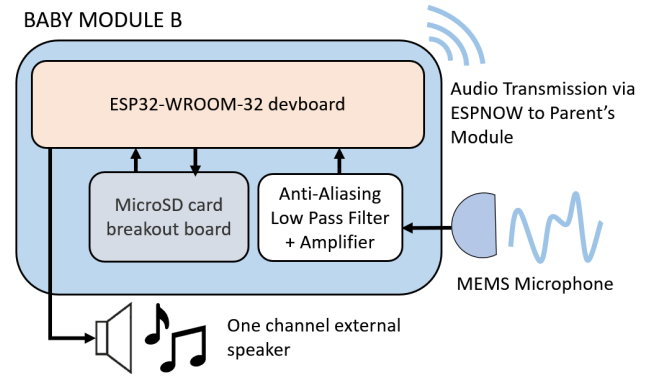 BABY MODULE B
ESP32-WROOM-32 devboard
Audio Transmission via
ESPNOW to Parent's
Module
MicroSD card
breakout board
Anti-Aliasing
Low Pass Filter
+ Amplifier
MEMS Microphone
One channel external
speaker